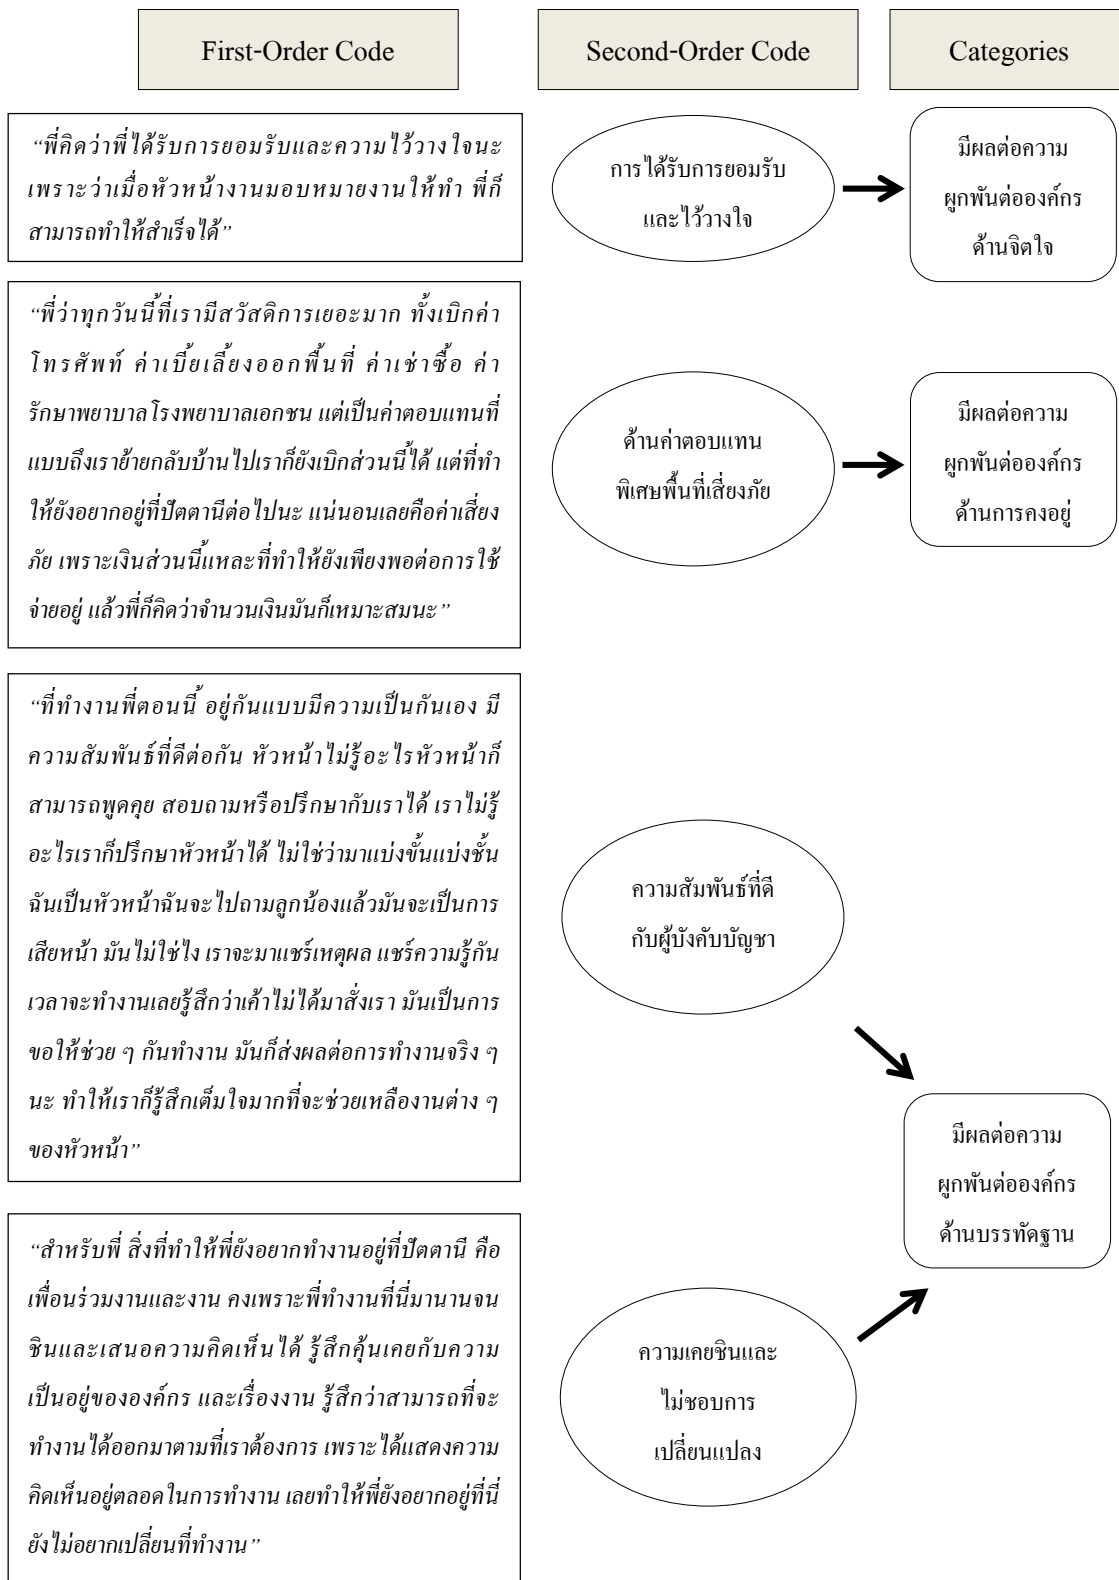 First-Order Code
Second-Order Code
Categories
“พี่คิดว่าพี่ได้รับการยอมรับและความไว้วางใจนะ
เพราะว่าเมื่อหัวหน้างานมอบหมายงานให้ทำ พี่ก็
สามารถทำให้สำเร็จได้”
การได้รับการยอมรับ
และไว้วางใจ
มีผลต่อความ
ผูกพันต่อองค์กร
ด้านจิตใจ
“พี่ว่าทุกวันนี้ที่เรามีสวัสดิการเยอะมาก ทั้งเบิกค่า
โทรศัพท์ ค่าเบี้ยเลี้ยงออกพื้นที่ ค่าเช่าซื้อ ค่า
รักษาพยาบาลโรงพยาบาลเอกชน แต่เป็นค่าตอบแทนที่
แบบถึงเราย้ายกลับบ้านไปเราก็ยังเบิกส่วนนี้ได้ แต่ที่ทำ
ให้ยังอยากอยู่ที่ปัตตานีต่อไปนะ แน่นอนเลยคือค่าเสี่ยง
ภัย เพราะเงินส่วนนี้แหละที่ทำให้ยังเพียงพอต่อการใช้
จ่ายอยู่ แล้วพี่ก็คิดว่าจำนวนเงินมันก็เหมาะสมนะ”
ด้านค่าตอบแทน
พิเศษพื้นที่เสี่ยงภัย
มีผลต่อความ
ผูกพันต่อองค์กร
ด้านการคงอยู่
“ที่ทำงานพี่ตอนนี้ อยู่กันแบบมีความเป็นกันเอง มี
ความสัมพันธ์ที่ดีต่อกัน หัวหน้าไม่รู้อะไรหัวหน้าก็
สามารถพูดคุย สอบถามหรือปรึกษากับเราได้ เราไม่รู้
อะไรเราก็ปรึกษาหัวหน้าได้ ไม่ใช่ว่ามาแบ่งขั้นแบ่งชั้น
ฉันเป็นหัวหน้าฉันจะไปถามลูกน้องแล้วมันจะเป็นการ
เสียหน้า มันไม่ใช่ไง เราจะมาแชร์เหตุผล แชร์ความรู้กัน
เวลาจะทำงานเลยรู้สึกว่าเค้าไม่ได้มาสั่งเรา มันเป็นการ
ขอให้ช่วย ๆ กันทำงาน มันก็ส่งผลต่อการทำงานจริง ๆ
นะ ทำให้เราก็รู้สึกเต็มใจมากที่จะช่วยเหลืองานต่าง ๆ
ของหัวหน้า”
ความสัมพันธ์ที่ดี
กับผู้บังคับบัญชา
มีผลต่อความ
ผูกพันต่อองค์กร
ด้านบรรทัดฐาน
“สำหรับพี่ สิ่งที่ทำให้พี่ยังอยากทำงานอยู่ที่ปัตตานี คือ
เพื่อนร่วมงานและงาน คงเพราะพี่ทำงานที่นี่มานานจน
ชินและเสนอความคิดเห็นได้ รู้สึกคุ้นเคยกับความ
เป็นอยู่ขององค์กร และเรื่องงาน รู้สึกว่าสามารถที่จะ
ทำงานได้ออกมาตามที่เราต้องการ เพราะได้แสดงความ
คิดเห็นอยู่ตลอดในการทำงาน เลยทำให้พี่ยังอยากอยู่ที่นี่
ยังไม่อยากเปลี่ยนที่ทำงาน”
ความเคยชินและ
ไม่ชอบการ
เปลี่ยนแปลง